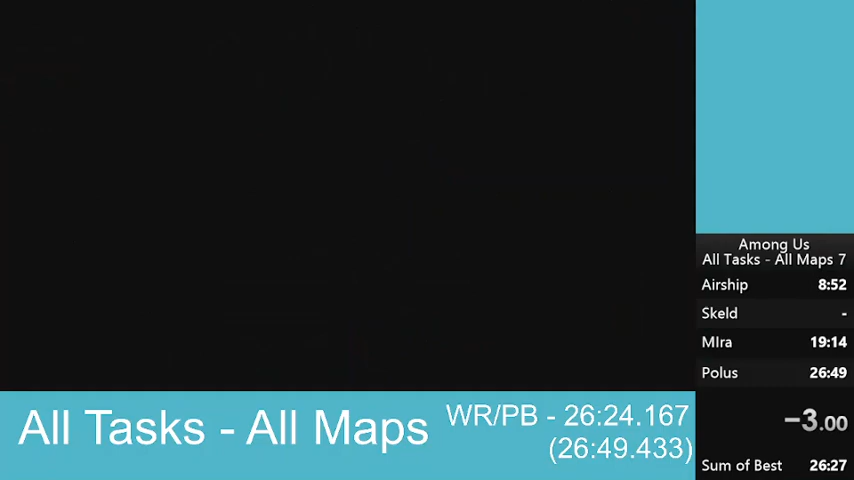 Among Us
All Tasks - All Maps 7
Airship 8:52
Skeld -
MIra 19:14
Polus 26:49
-3.00
Sum of Best 26:27
All Tasks - All Maps
WR/PB - 26:24.167
(26:49.433)